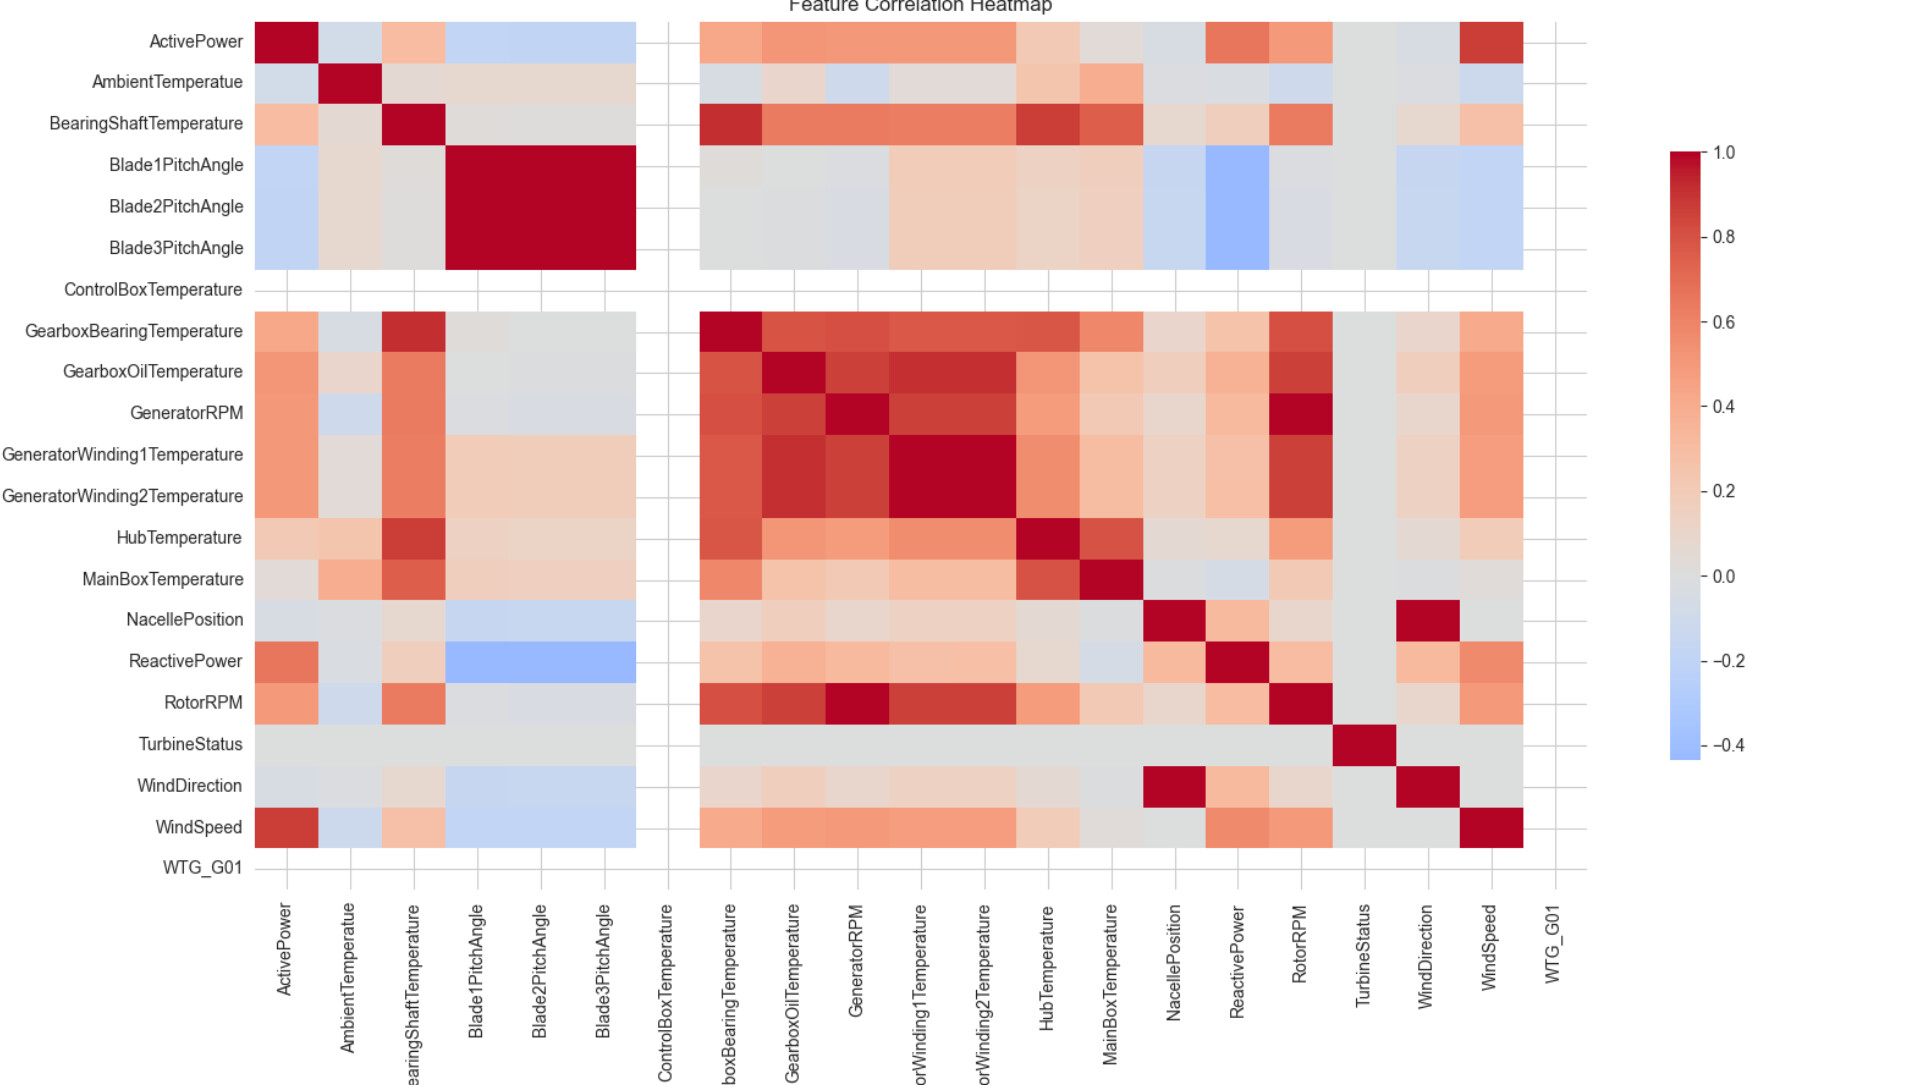 Feature Correlation Heatmap
ActivePower
AmbientTemperatue
BearingShaftTemperature
Blade1PitchAngle
Blade2PitchAngle
Blade3PitchAngle
ControlBoxTemperature
GearboxBearingTemperature
GearboxOilTemperature
GeneratorRPM
GeneratorWinding1Temperature
GeneratorWinding2Temperature
HubTemperature
MainBoxTemperature
NacellePosition
ReactivePower
RotorRPM
TurbineStatus
WindDirection
WindSpeed
WTG_G01
ActivePower
AmbientTemperatue
earingShaftTemperature
Blade1PitchAngle
Blade2PitchAngle
Blade3PitchAngle
ControlBoxTemperature
boxBearingTemperature
GearboxOilTemperature
GeneratorRPM
orWinding1Temperature
orWinding2Temperature
HubTemperature
MainBoxTemperature
NacellePosition
ReactivePower
RotorRPM
TurbineStatus
WindDirection
WindSpeed
WTG_G01
1.0
0.8
0.6
0.4
0.2
0.0
−0.2
−0.4